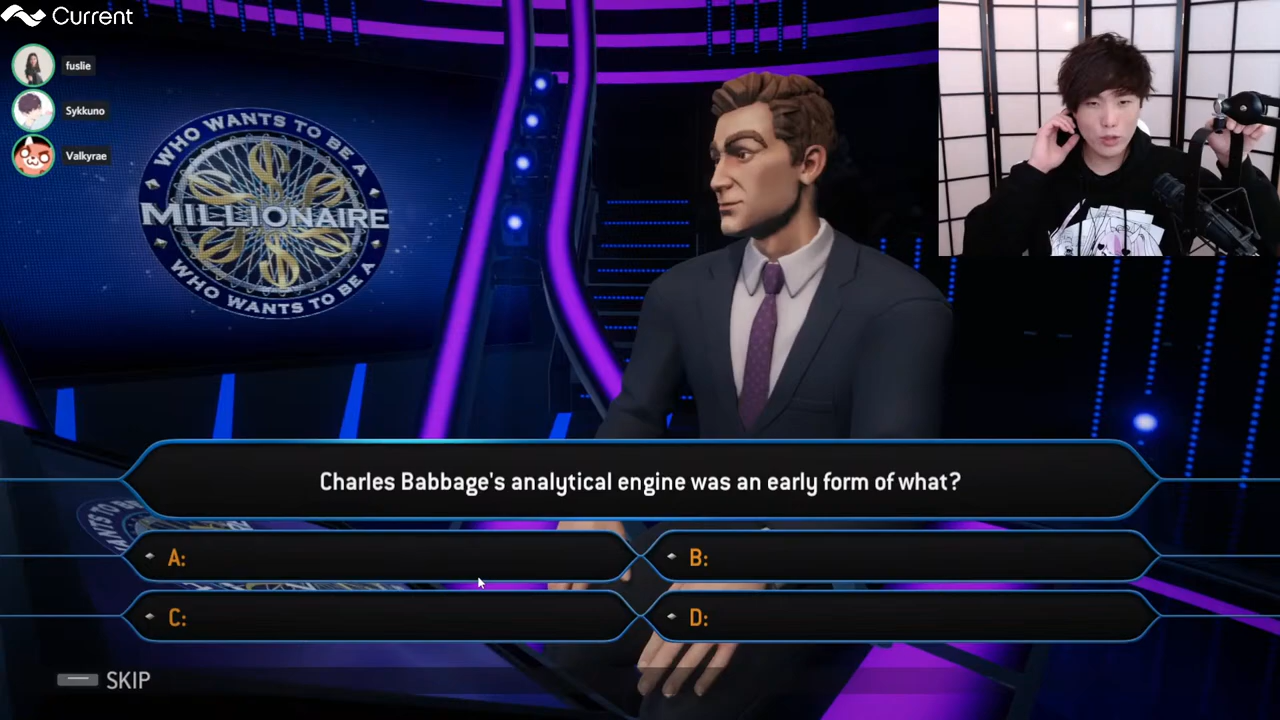 Current
fuslie
Sykkuno
Valkyrae
WHO WANTS TO BE A
MILLIONAIRE
WHO WANTS TO BE A
Charles Babbage's analytical engine was an early form of what?
A:
B:
C:
D:
SKIP